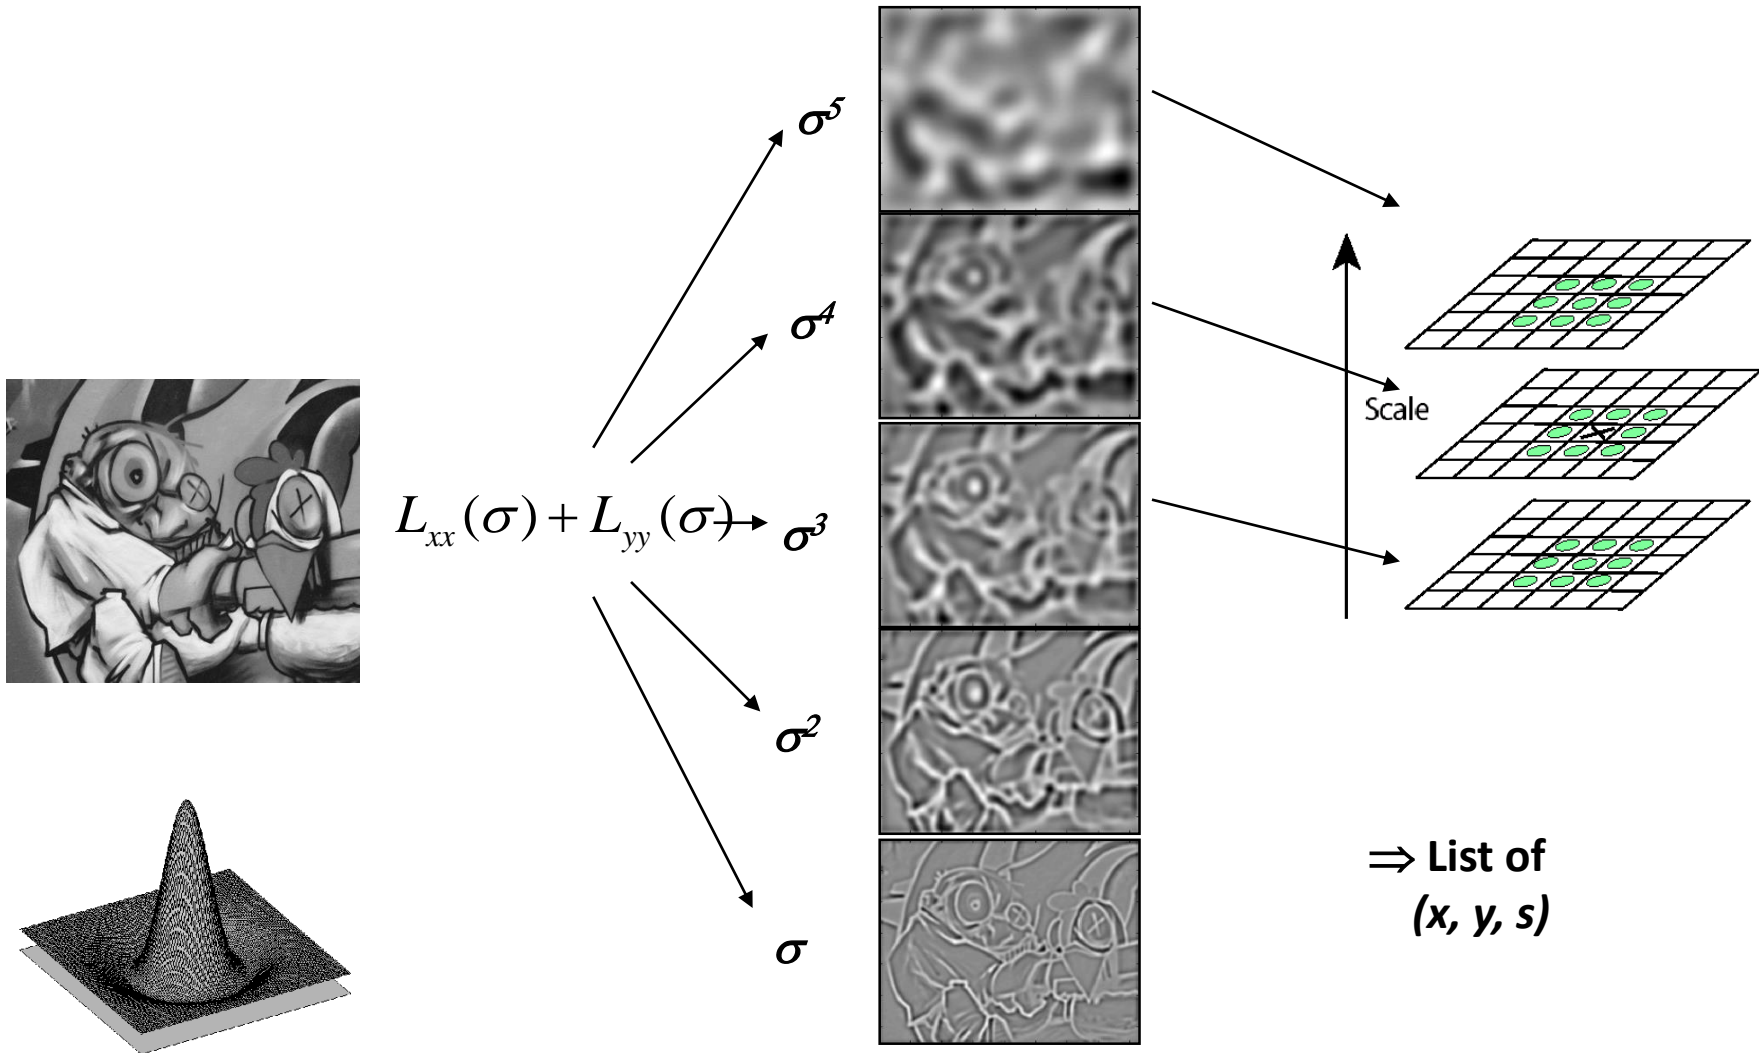 σ⁵
σ⁴
Scale
L_xx(σ) + L_yy(σ)
σ³
σ²
⇒ List of
(x, y, s)
σ